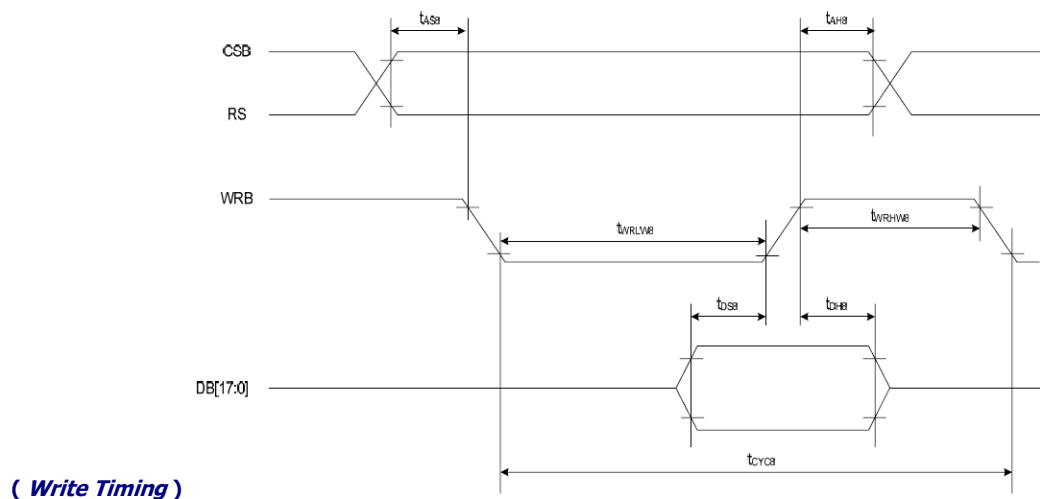 tAS8 tAH8
CSB
RS
WRB
tWRLW8 tWRHW8
tDS8 tDH8
DB[17:0]
tCYC8
( Write Timing )